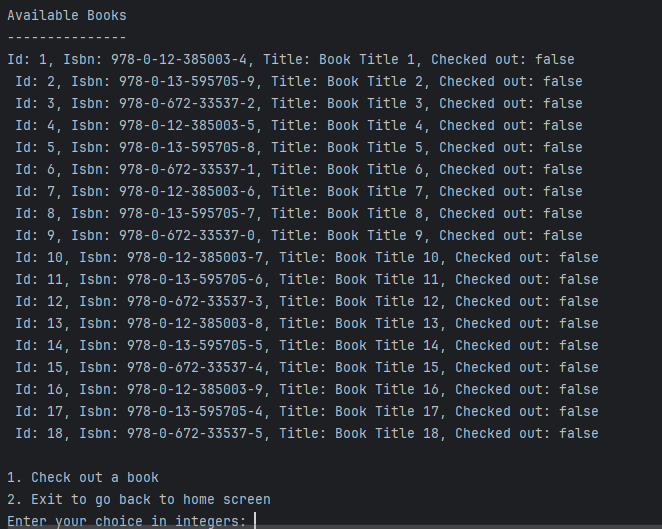 Available Books
---------------
Id: 1, Isbn: 978-0-12-385003-4, Title: Book Title 1, Checked out: false
Id: 2, Isbn: 978-0-13-595705-9, Title: Book Title 2, Checked out: false
Id: 3, Isbn: 978-0-672-33537-2, Title: Book Title 3, Checked out: false
Id: 4, Isbn: 978-0-12-385003-5, Title: Book Title 4, Checked out: false
Id: 5, Isbn: 978-0-13-595705-8, Title: Book Title 5, Checked out: false
Id: 6, Isbn: 978-0-672-33537-1, Title: Book Title 6, Checked out: false
Id: 7, Isbn: 978-0-12-385003-6, Title: Book Title 7, Checked out: false
Id: 8, Isbn: 978-0-13-595705-7, Title: Book Title 8, Checked out: false
Id: 9, Isbn: 978-0-672-33537-0, Title: Book Title 9, Checked out: false
Id: 10, Isbn: 978-0-12-385003-7, Title: Book Title 10, Checked out: false
Id: 11, Isbn: 978-0-13-595705-6, Title: Book Title 11, Checked out: false
Id: 12, Isbn: 978-0-672-33537-3, Title: Book Title 12, Checked out: false
Id: 13, Isbn: 978-0-12-385003-8, Title: Book Title 13, Checked out: false
Id: 14, Isbn: 978-0-13-595705-5, Title: Book Title 14, Checked out: false
Id: 15, Isbn: 978-0-672-33537-4, Title: Book Title 15, Checked out: false
Id: 16, Isbn: 978-0-12-385003-9, Title: Book Title 16, Checked out: false
Id: 17, Isbn: 978-0-13-595705-4, Title: Book Title 17, Checked out: false
Id: 18, Isbn: 978-0-672-33537-5, Title: Book Title 18, Checked out: false
1. Check out a book
2. Exit to go back to home screen
Enter your choice in integers: